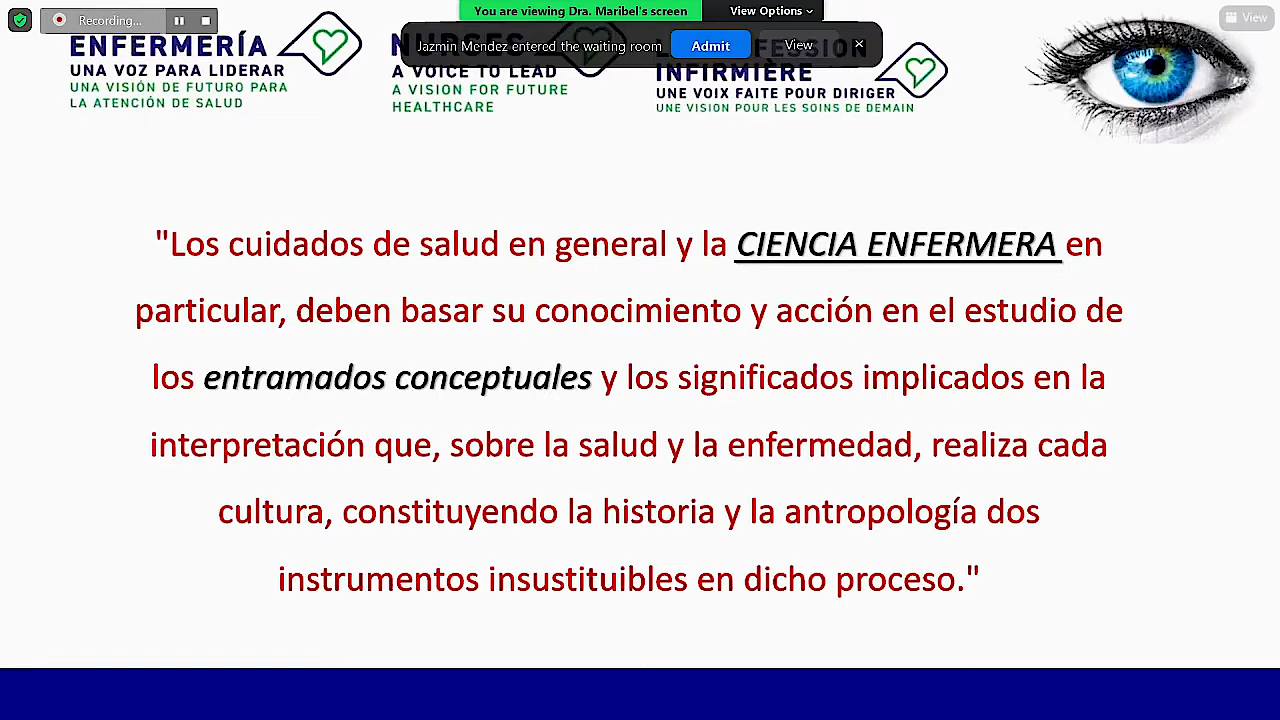 Recording...
You are viewing Dra. Maribel's screen
View Options
View
Jazmin Mendez entered the waiting room
Admit
View
ENFERMERÍA
UNA VOZ PARA LIDERAR
UNA VISIÓN DE FUTURO PARA
LA ATENCIÓN DE SALUD
A VOICE TO LEAD
A VISION FOR FUTURE
HEALTHCARE
INFIRMIÈRE
UNE VOIX FAITE POUR DIRIGER
UNE VISION POUR LES SOINS DE DEMAIN
"Los cuidados de salud en general y la CIENCIA ENFERMERA en
particular, deben basar su conocimiento y acción en el estudio de
los entramados conceptuales y los significados implicados en la
interpretación que, sobre la salud y la enfermedad, realiza cada
cultura, constituyendo la historia y la antropología dos
instrumentos insustituibles en dicho proceso."